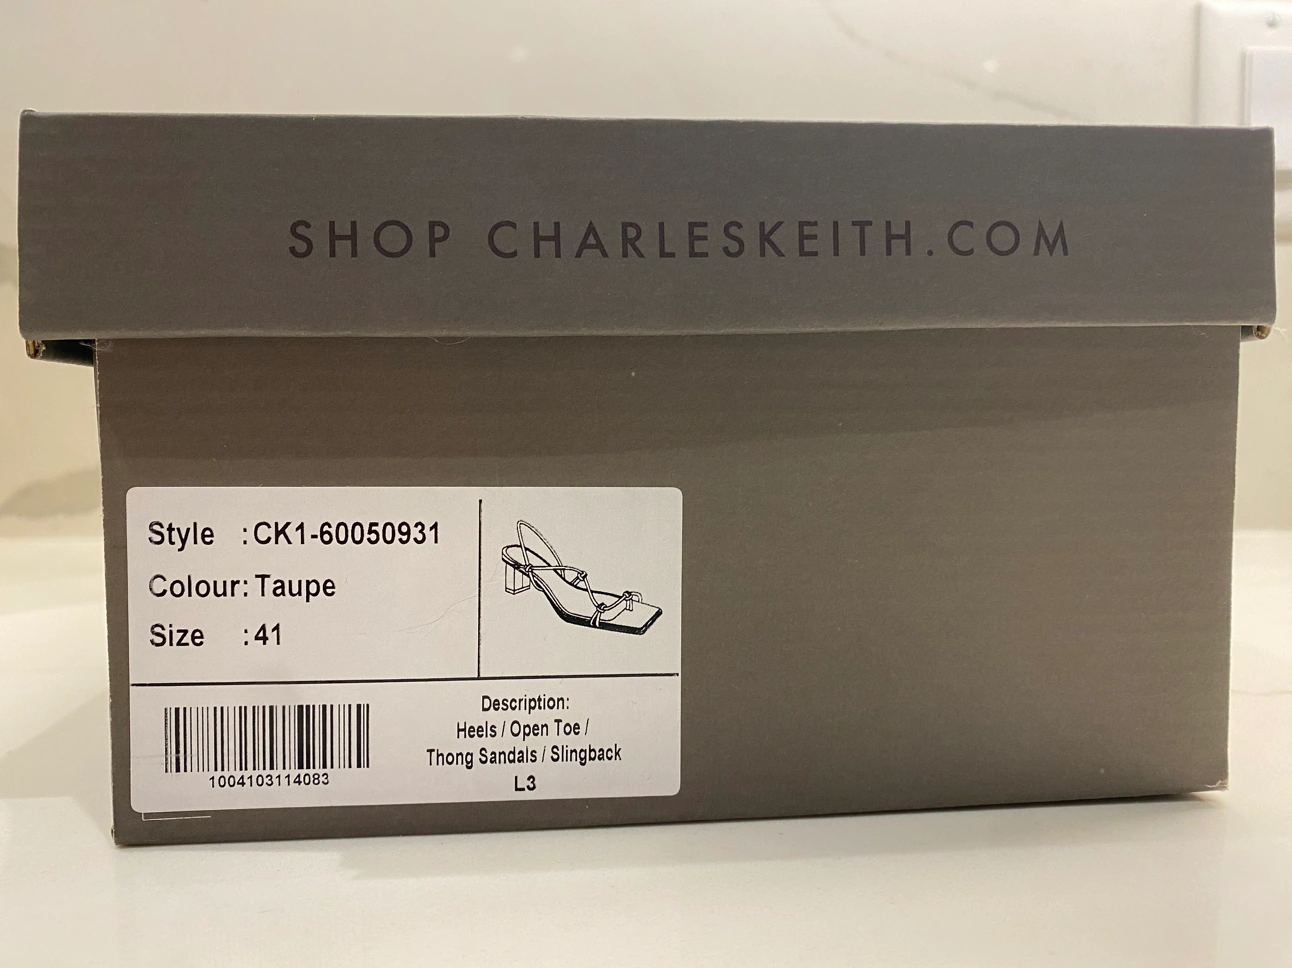 SHOP CHARLESKEITH.COM
Style : CK1-60050931
Colour: Taupe
Size : 41
1004103114083
Description:
Heels / Open Toe /
Thong Sandals / Slingback
L3